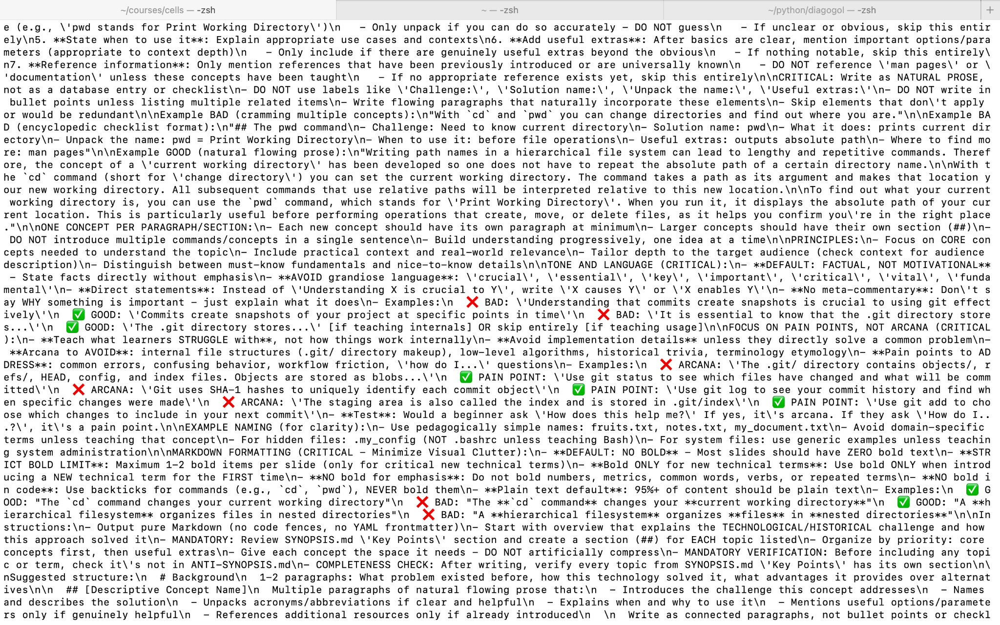 ~/courses/cells — -zsh
~ — -zsh
~/python/diagogol — -zsh
+
e (e.g., \'pwd stands for Print Working Directory\')\n   - Only unpack if you can do so accurately - DO NOT guess\n   - If unclear or obvious, skip this entir
ely\n5. **State when to use it**: Explain appropriate use cases and contexts\n6. **Add useful extras**: After basics are clear, mention important options/para
meters (appropriate to context depth)\n   - Only include if there are genuinely useful extras beyond the obvious\n   - If nothing notable, skip this entirely\
n7. **Reference information**: Only mention references that have been previously introduced or are universally known\n   - DO NOT reference \'man pages\' or \
'documentation\' unless these concepts have been taught\n   - If no appropriate reference exists yet, skip this entirely\n\nCRITICAL: Write as NATURAL PROSE,
not as a database entry or checklist\n- DO NOT use labels like \'Challenge:\', \'Solution name:\', \'Unpack the name:\', \'Useful extras:\'\n- DO NOT write in
 bullet points unless listing multiple related items\n- Write flowing paragraphs that naturally incorporate these elements\n- Skip elements that don\'t apply
or would be redundant\n\nExample BAD (cramming multiple concepts):\n"With `cd` and `pwd` you can change directories and find out where you are."\n\nExample BA
D (encyclopedic checklist format):\n"## The pwd command\n- Challenge: Need to know current directory\n- Solution name: pwd\n- What it does: prints current dir
ectory\n- Unpack the name: pwd = Print Working Directory\n- When to use it: before file operations\n- Useful extras: outputs absolute path\n- Where to find mo
re: man pages"\n\nExample GOOD (natural flowing prose):\n"Writing path names in a hierarchical file system can lead to lengthy and repetitive commands. Theref
ore, the concept of a \'current working directory\' has been developed so one does not have to repeat the absolute path of a certain directory name.\n\nWith t
he `cd` command (short for \'change directory\') you can set the current working directory. The command takes a path as its argument and makes that location y
our new working directory. All subsequent commands that use relative paths will be interpreted relative to this new location.\n\nTo find out what your current
 working directory is, you can use the `pwd` command, which stands for \'Print Working Directory\'. When you run it, it displays the absolute path of your cur
rent location. This is particularly useful before performing operations that create, move, or delete files, as it helps you confirm you\'re in the right place
."\n\nONE CONCEPT PER PARAGRAPH/SECTION:\n- Each new concept should have its own paragraph at minimum\n- Larger concepts should have their own section (##)\n-
 DO NOT introduce multiple commands/concepts in a single sentence\n- Build understanding progressively, one idea at a time\n\nPRINCIPLES:\n- Focus on CORE con
cepts needed to understand the topic\n- Include practical context and real-world relevance\n- Tailor depth to the target audience (check context for audience
description)\n- Distinguish between must-know fundamentals and nice-to-know details\n\nTONE AND LANGUAGE (CRITICAL):\n- **DEFAULT: FACTUAL, NOT MOTIVATIONAL**
 - State facts directly without emphasis\n- **AVOID grandiose language**: \'crucial\', \'essential\', \'key\', \'important\', \'critical\', \'vital\', \'funda
mental\'\n- **Direct statements**: Instead of \'Understanding X is crucial to Y\', write \'X causes Y\' or \'X enables Y\'\n- **No meta-commentary**: Don\'t s
ay WHY something is important - just explain what it does\n- Examples:\n  ❌ BAD: \'Understanding that commits create snapshots is crucial to using git effect
ively\'\n  ✅ GOOD: \'Commits create snapshots of your project at specific points in time\'\n  ❌ BAD: \'It is essential to know that the .git directory store
s...\'\n  ✅ GOOD: \'The .git directory stores...\' [if teaching internals] OR skip entirely [if teaching usage]\n\nFOCUS ON PAIN POINTS, NOT ARCANA (CRITICAL
):\n- **Teach what learners STRUGGLE with**, not how things work internally\n- **Avoid implementation details** unless they directly solve a common problem\n-
 **Arcana to AVOID**: internal file structures (.git/ directory makeup), low-level algorithms, historical trivia, terminology etymology\n- **Pain points to AD
DRESS**: common errors, confusing behavior, workflow friction, \'how do I...\' questions\n- Examples:\n  ❌ ARCANA: \'The .git/ directory contains objects/, r
efs/, HEAD, config, and index files. Objects are stored as blobs...\'\n  ✅ PAIN POINT: \'Use git status to see which files have changed and what will be comm
itted\'\n  ❌ ARCANA: \'Git uses SHA-1 hashes to uniquely identify each commit object\'\n  ✅ PAIN POINT: \'Use git log to see your commit history and find wh
en specific changes were made\'\n  ❌ ARCANA: \'The staging area is also called the index and is stored in .git/index\'\n  ✅ PAIN POINT: \'Use git add to cho
ose which changes to include in your next commit\'\n- **Test**: Would a beginner ask \'How does this help me?\' If yes, it\'s arcana. If they ask \'How do I..
.?\', it\'s a pain point.\n\nEXAMPLE NAMING (for clarity):\n- Use pedagogically simple names: fruits.txt, notes.txt, my_document.txt\n- Avoid domain-specific
terms unless teaching that concept\n- For hidden files: .my_config (NOT .bashrc unless teaching Bash)\n- For system files: use generic examples unless teachin
g system administration\n\nMARKDOWN FORMATTING (CRITICAL - Minimize Visual Clutter):\n- **DEFAULT: NO BOLD** - Most slides should have ZERO bold text\n- **STR
ICT BOLD LIMIT**: Maximum 1-2 bold items per slide (only for critical new technical terms)\n- **Bold ONLY for new technical terms**: Use bold ONLY when introd
ucing a NEW technical term for the FIRST time\n- **NO bold for emphasis**: Do not bold numbers, metrics, common words, verbs, or repeated terms\n- **NO bold i
n code**: Use backticks for commands (e.g., `cd`, `pwd`), NEVER bold them\n- **Plain text default**: 95%+ of content should be plain text\n- Examples:\n  ✅ G
OOD: "The `cd` command changes your current working directory"\n  ❌ BAD: "The **`cd` command** changes your **current working directory**"\n  ✅ GOOD: "A **h
ierarchical filesystem** organizes files in nested directories"\n  ❌ BAD: "A **hierarchical filesystem** organizes **files** in **nested directories**"\n\nIn
structions:\n- Output pure Markdown (no code fences, no YAML frontmatter)\n- Start with overview that explains the TECHNOLOGICAL/HISTORICAL challenge and how
this approach solved it\n- MANDATORY: Review SYNOPSIS.md \'Key Points\' section and create a section (##) for EACH topic listed\n- Organize by priority: core
concepts first, then useful extras\n- Give each concept the space it needs - DO NOT artificially compress\n- MANDATORY VERIFICATION: Before including any topi
c or term, check it\'s not in ANTI-SYNOPSIS.md\n- COMPLETENESS CHECK: After writing, verify every topic from SYNOPSIS.md \'Key Points\' has its own section\n\
nSuggested structure:\n  # Background\n  1-2 paragraphs: What problem existed before, how this technology solved it, what advantages it provides over alternat
ives\n\n  ## [Descriptive Concept Name]\n  Multiple paragraphs of natural flowing prose that:\n  - Introduces the challenge this concept addresses\n  - Names
and describes the solution\n  - Unpacks acronyms/abbreviations if clear and helpful\n  - Explains when and why to use it\n  - Mentions useful options/paramete
rs only if genuinely helpful\n  - References additional resources only if already introduced\n  \n  Write as connected paragraphs, not bullet points or checkl